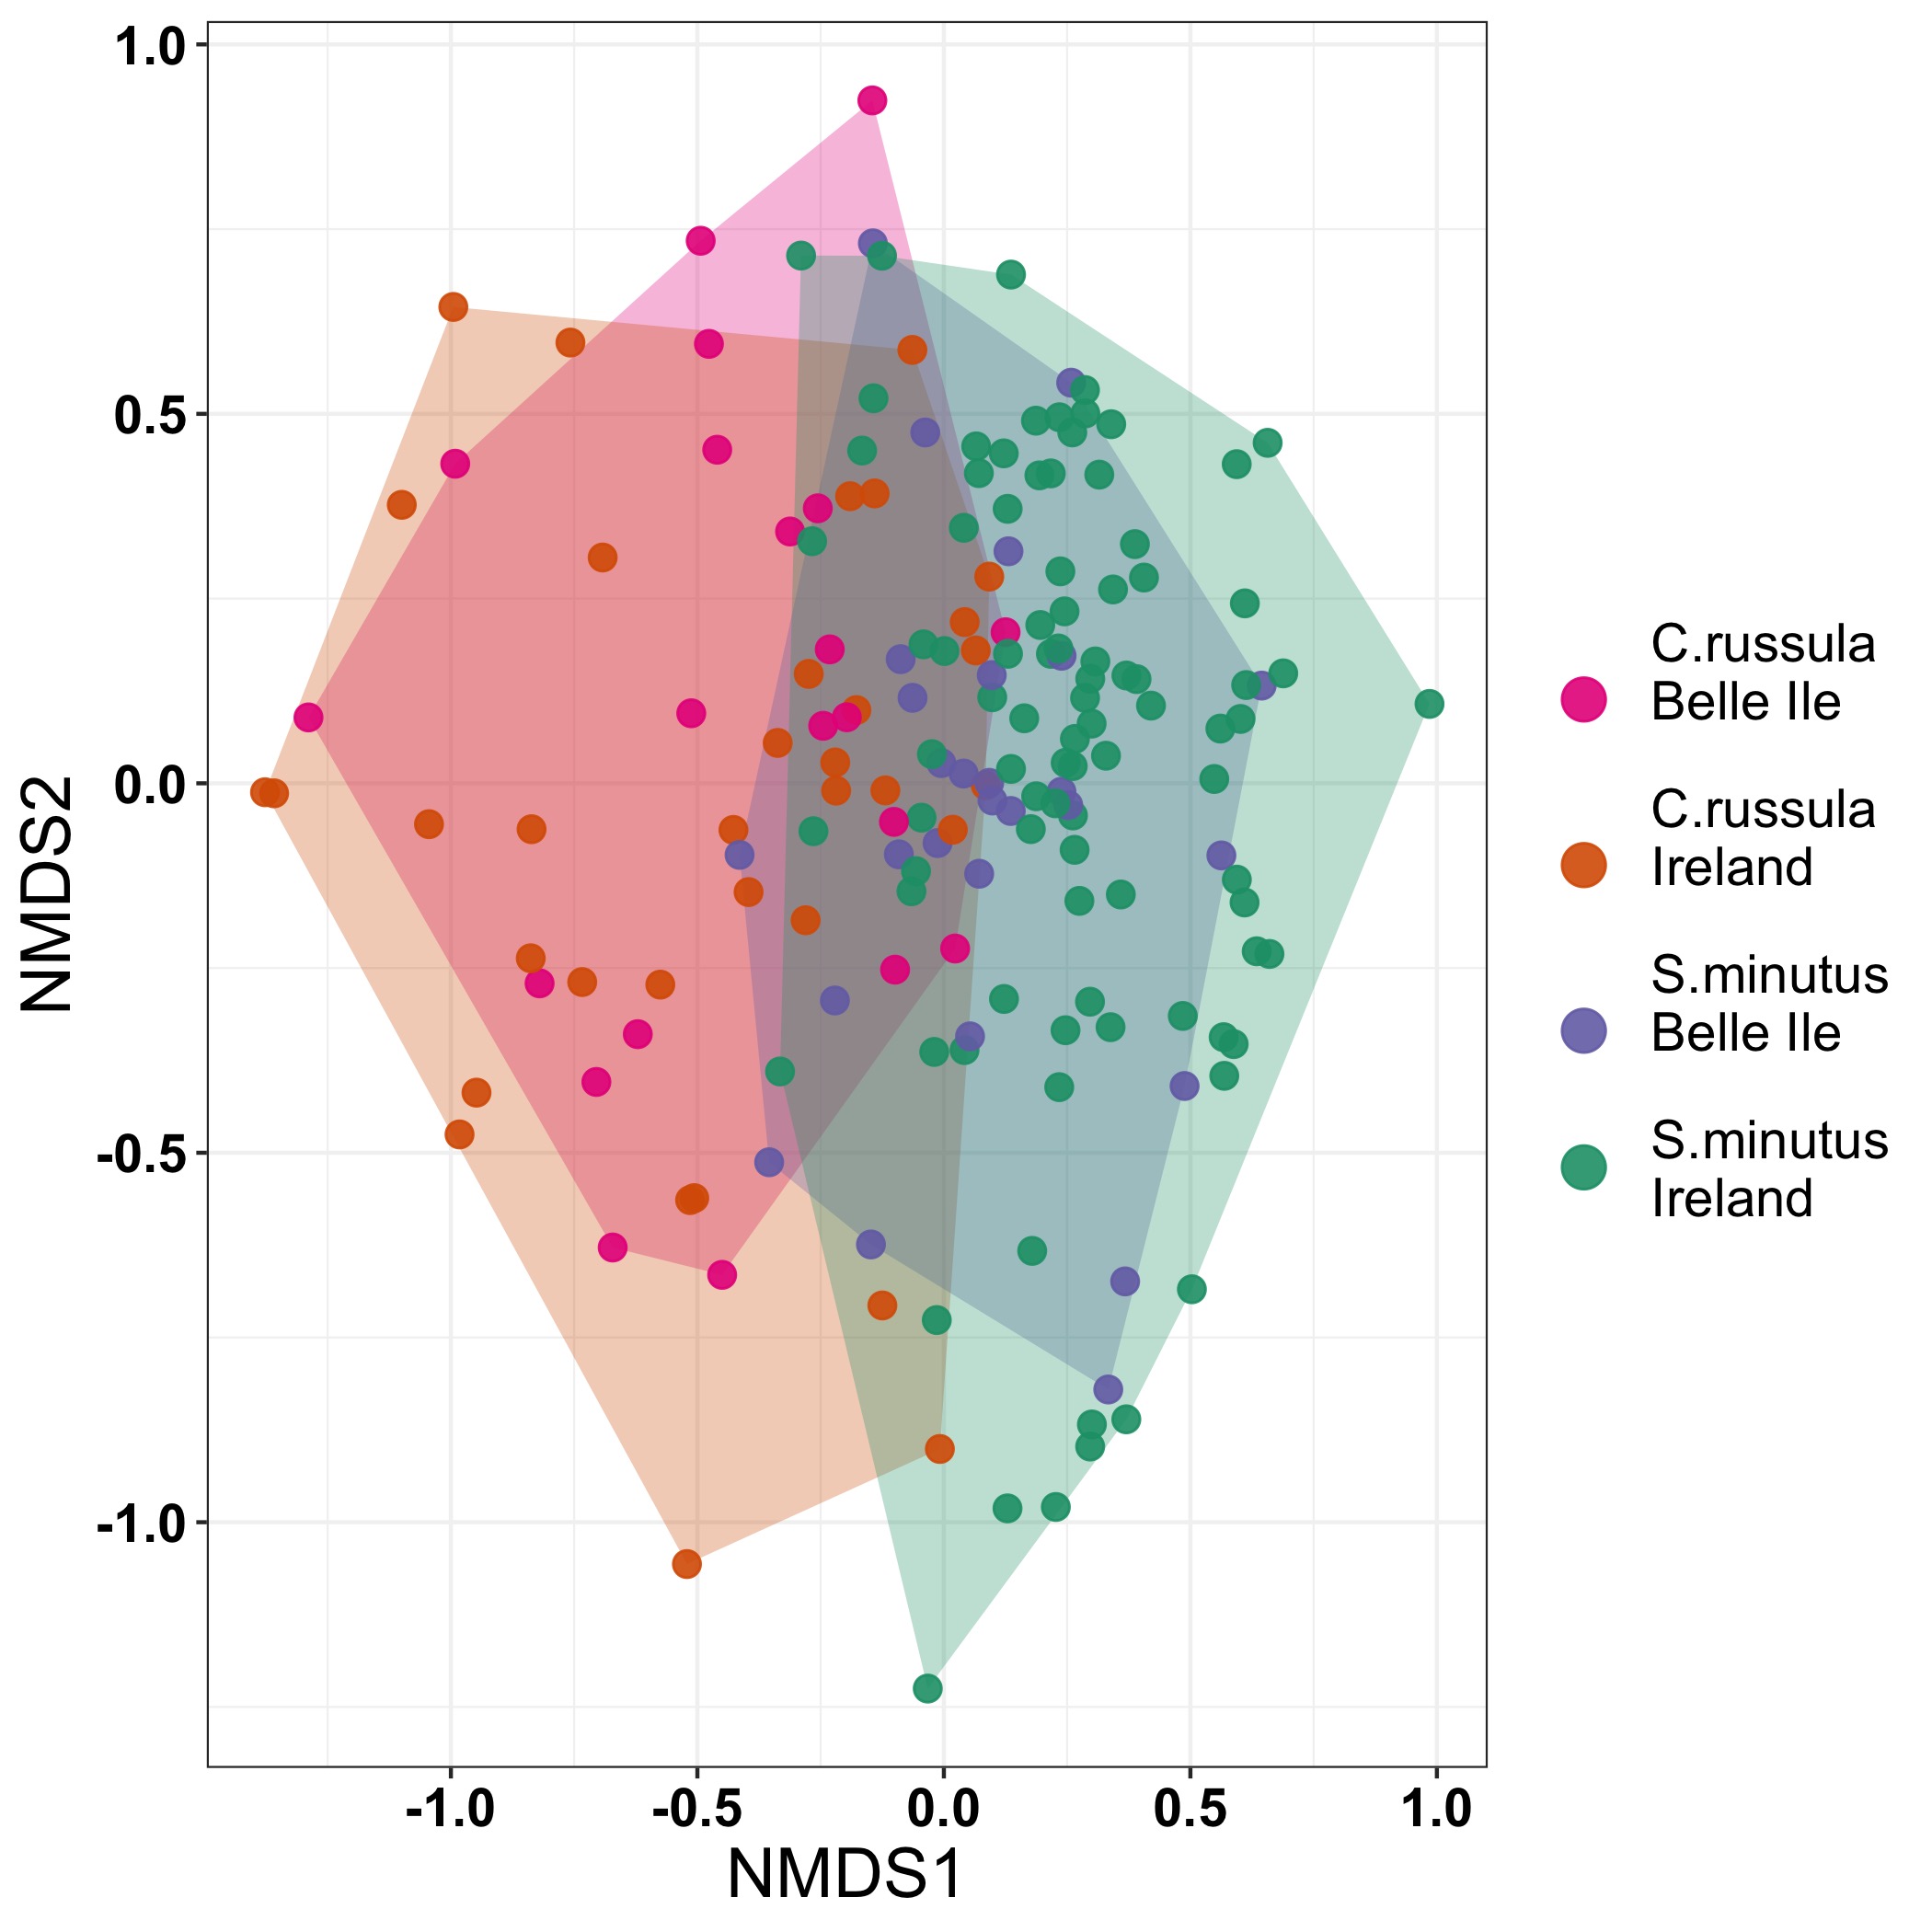 1.0
0.5
0.0
-0.5
-1.0
NMDS2
-1.0 -0.5 0.0 0.5 1.0
NMDS1
C.russula
Belle Ile
C.russula
Ireland
S.minutus
Belle Ile
S.minutus
Ireland